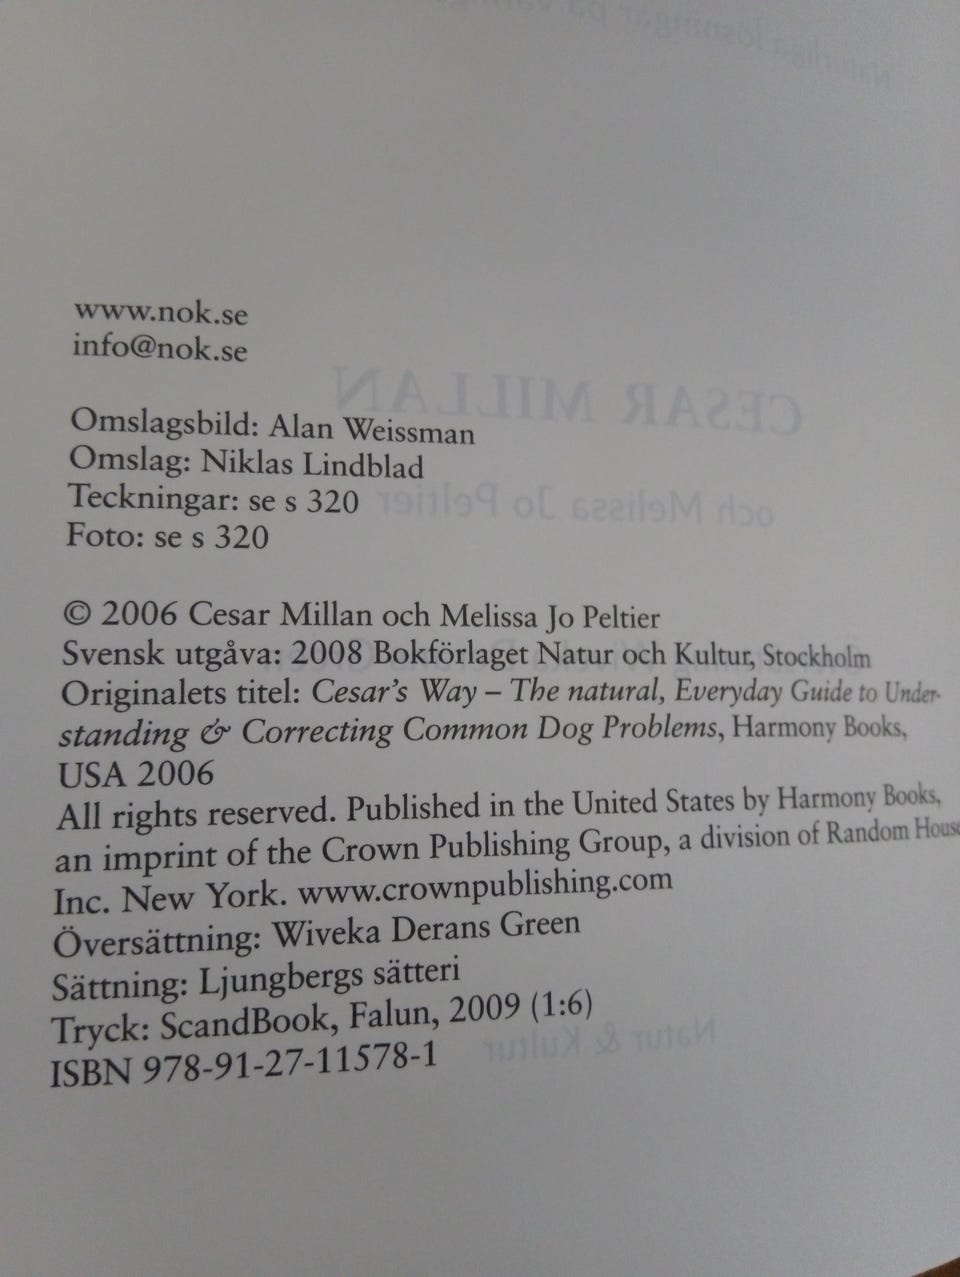 www.nok.se
info@nok.se
Omslagsbild: Alan Weissman
Omslag: Niklas Lindblad
Teckningar: se s 320
Foto: se s 320
© 2006 Cesar Millan och Melissa Jo Peltier
Svensk utgåva: 2008 Bokförlaget Natur och Kultur, Stockholm
Originalets titel: Cesar’s Way – The natural, Everyday Guide to Under-
standing & Correcting Common Dog Problems, Harmony Books,
USA 2006
All rights reserved. Published in the United States by Harmony Books,
an imprint of the Crown Publishing Group, a division of Random House
Inc. New York. www.crownpublishing.com
Översättning: Wiveka Derans Green
Sättning: Ljungbergs sätteri
Tryck: ScandBook, Falun, 2009 (1:6)
ISBN 978-91-27-11578-1